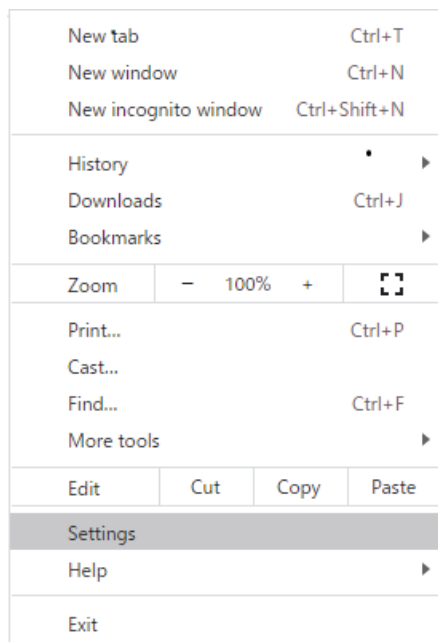 New tab Ctrl+T
New window Ctrl+N
New incognito window Ctrl+Shift+N
History
Downloads Ctrl+J
Bookmarks
Zoom − 100% +
Print... Ctrl+P
Cast...
Find... Ctrl+F
More tools
Edit Cut Copy Paste
Settings
Help
Exit